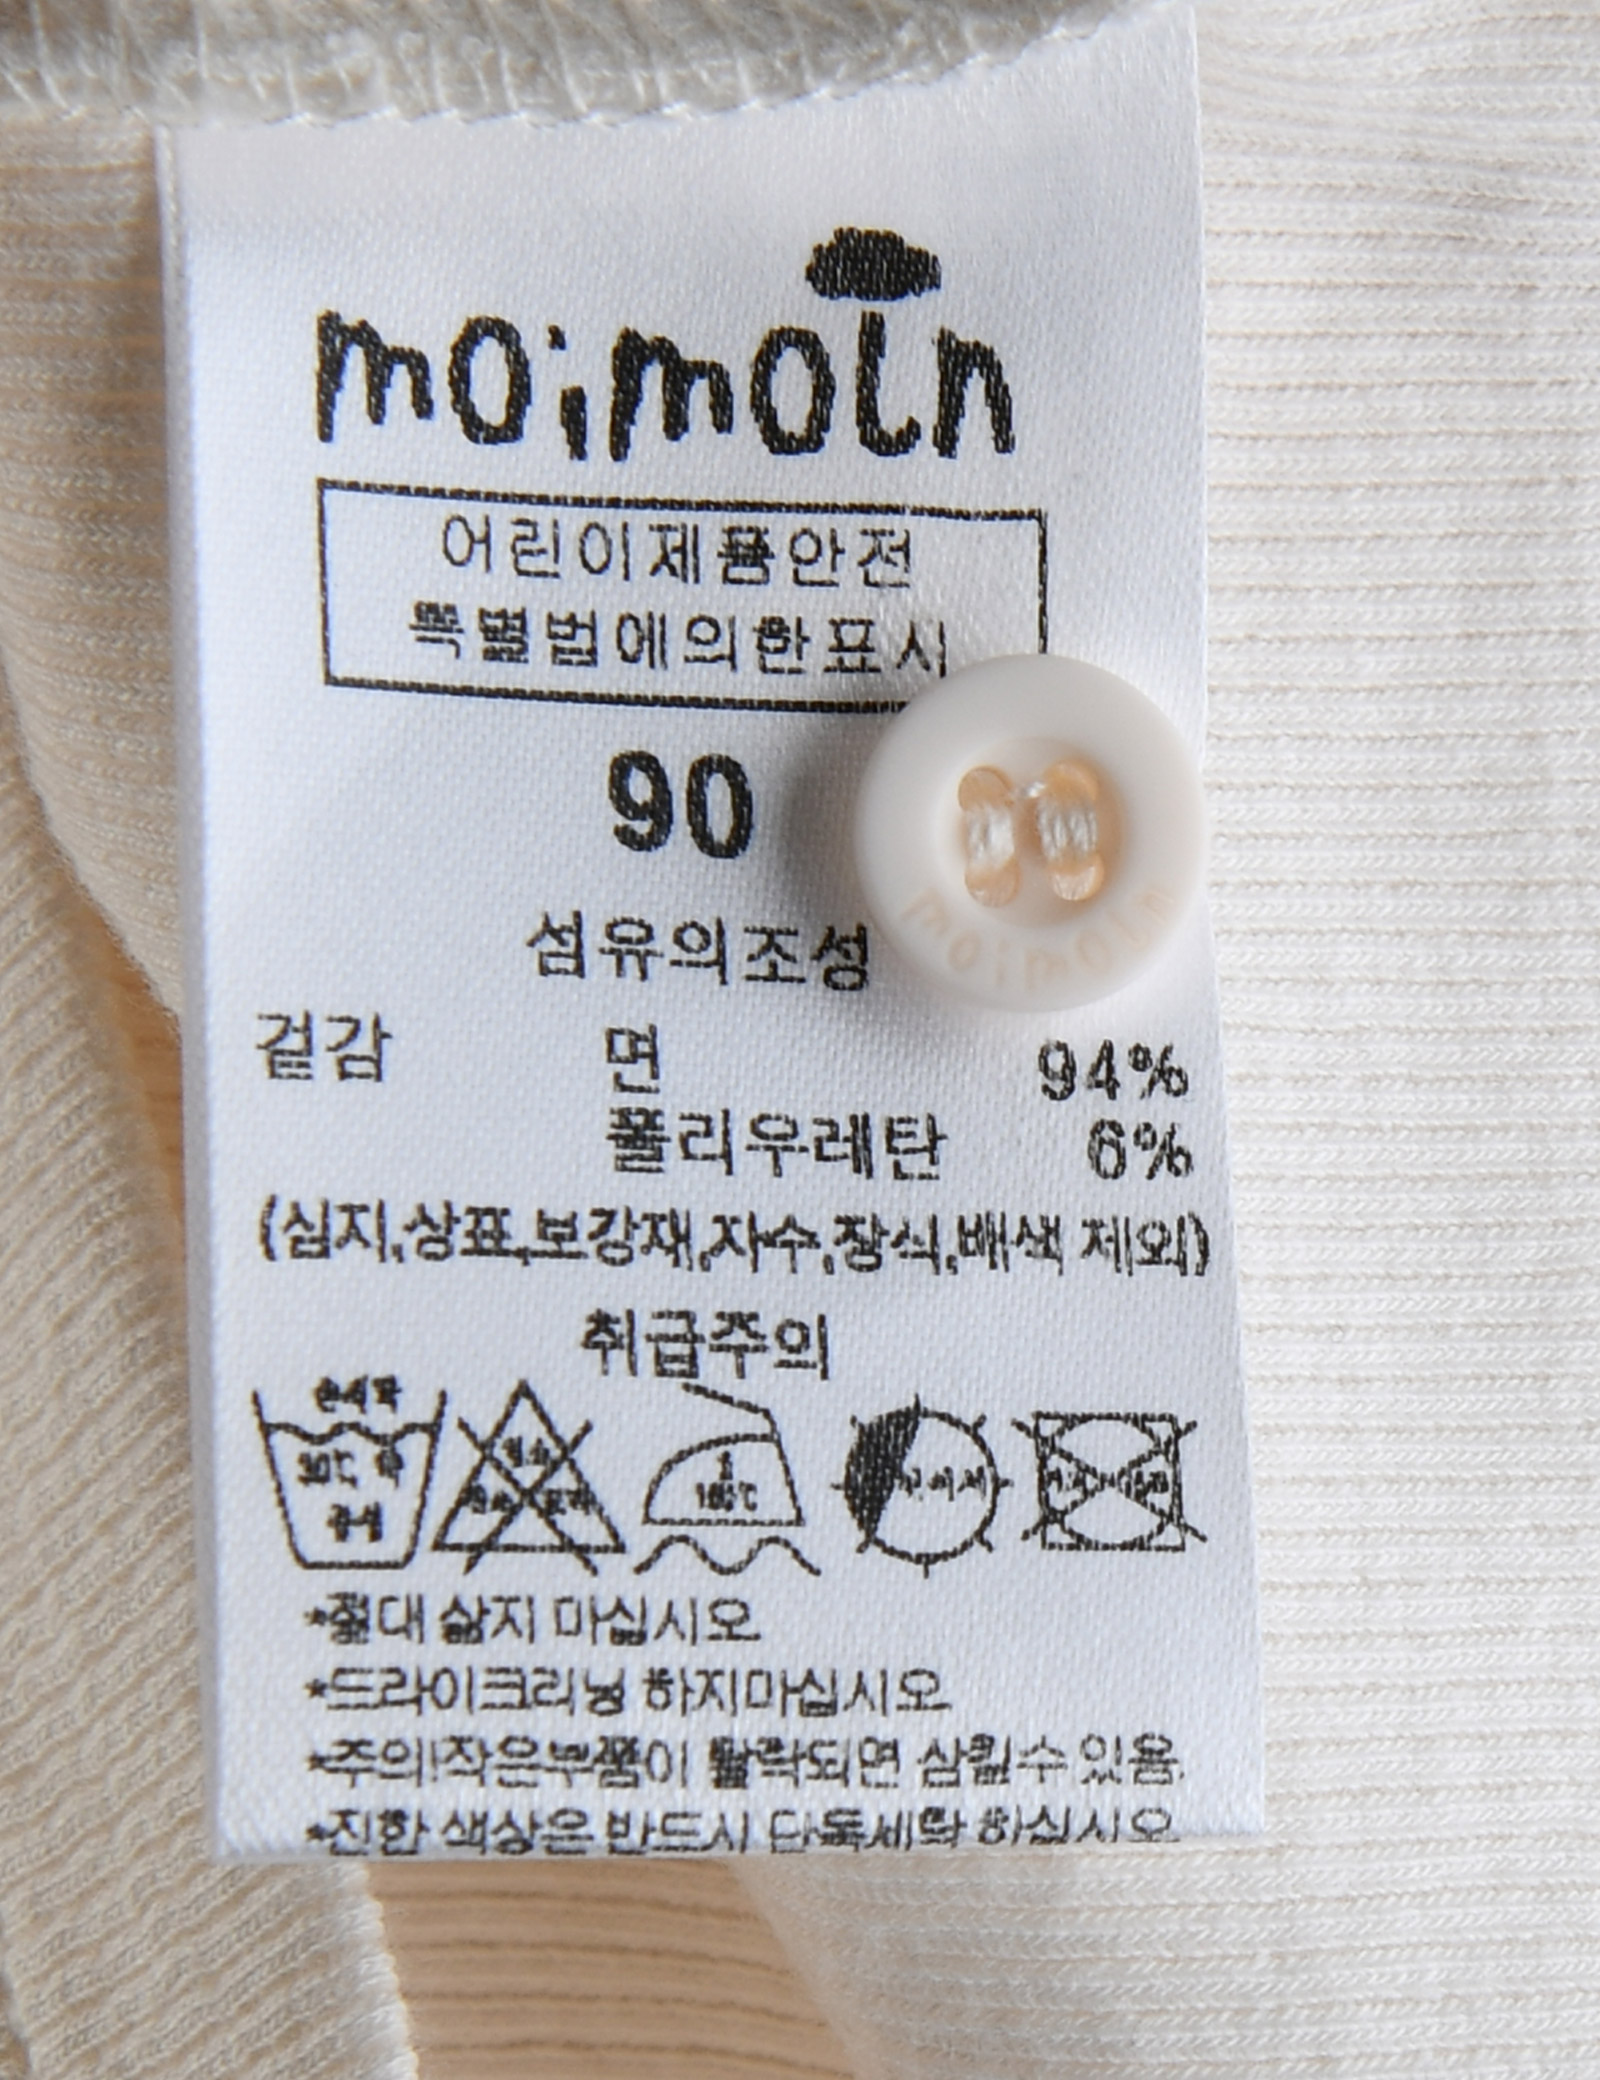 moimoln
어린이제품안전
특별법에의한표시
90
moimoln
섬유의조성
겉감 면 94%
폴리우레탄 6%
(심지,상표,보강재,자수,장식,배색 제외)
취급주의
손세탁
30℃ 중성
*절대 삶지 마십시오.
*드라이크리닝 하지마십시오.
*주의!작은부품이 탈락되면 삼킬수 있음.
*진한 색상은 반드시 단독세탁 하십시오.